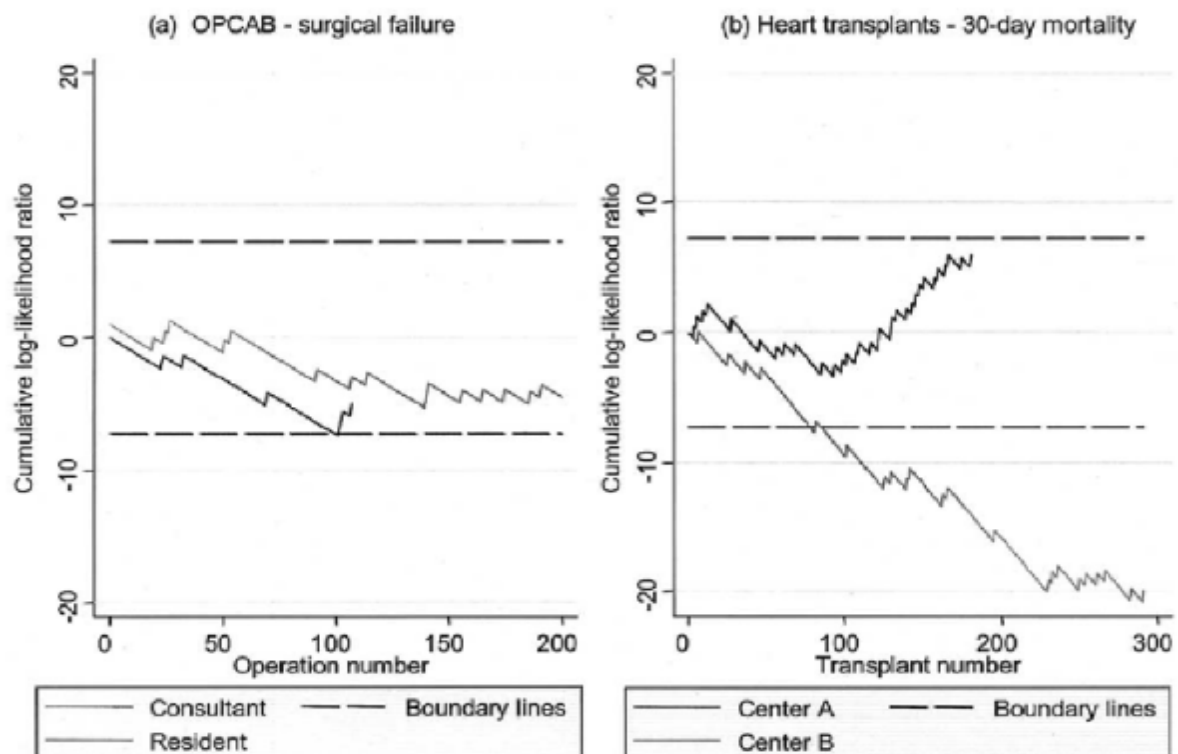 (a) OPCAB - surgical failure
20
10
0
-10
-20
Cumulative log-likelihood ratio
0 50 100 150 200
Operation number
Consultant Boundary lines
Resident
(b) Heart transplants - 30-day mortality
20
10
0
-10
-20
Cumulative log-likelihood ratio
0 100 200 300
Transplant number
Center A Boundary lines
Center B